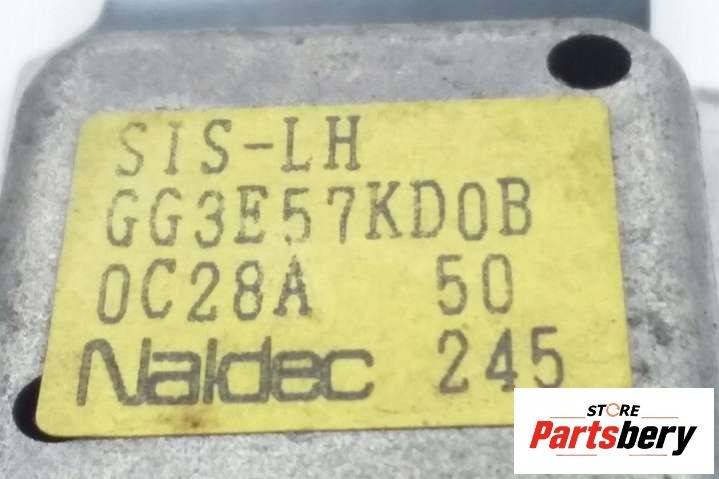 SIS-LH
GG3E57KD0B
0C28A 50
Naldec 245
STORE
Partsbery